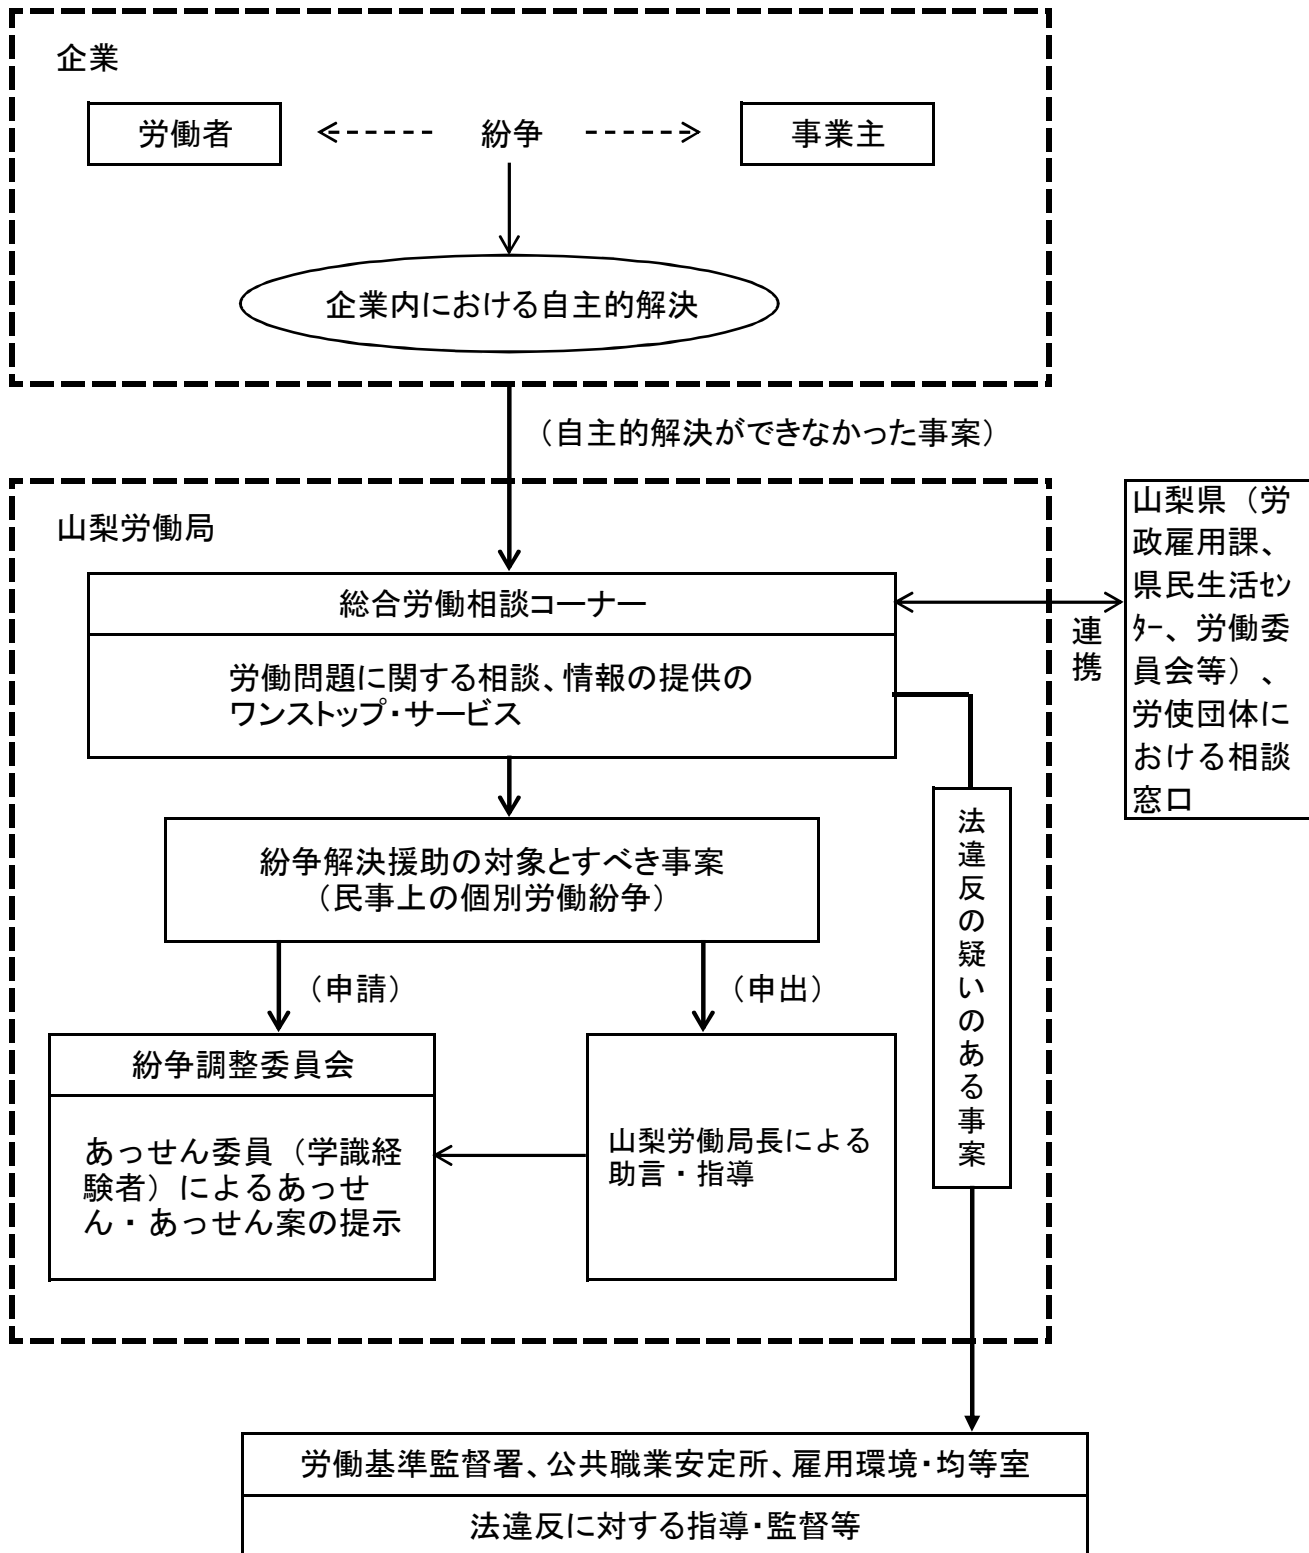 企業
労働者
紛争
事業主
企業内における自主的解決
（自主的解決ができなかった事案）
山梨労働局
総合労働相談コーナー
労働問題に関する相談、情報の提供の
ワンストップ・サービス
連携
山梨県（労
政雇用課、
県民生活ｾﾝ
ﾀｰ、労働委
員会等）、
労使団体に
おける相談
窓口
紛争解決援助の対象とすべき事案
（民事上の個別労働紛争）
法違反の疑いのある事案
（申請）
（申出）
紛争調整委員会
あっせん委員（学識経
験者）によるあっせ
ん・あっせん案の提示
山梨労働局長による
助言・指導
労働基準監督署、公共職業安定所、雇用環境・均等室
法違反に対する指導・監督等